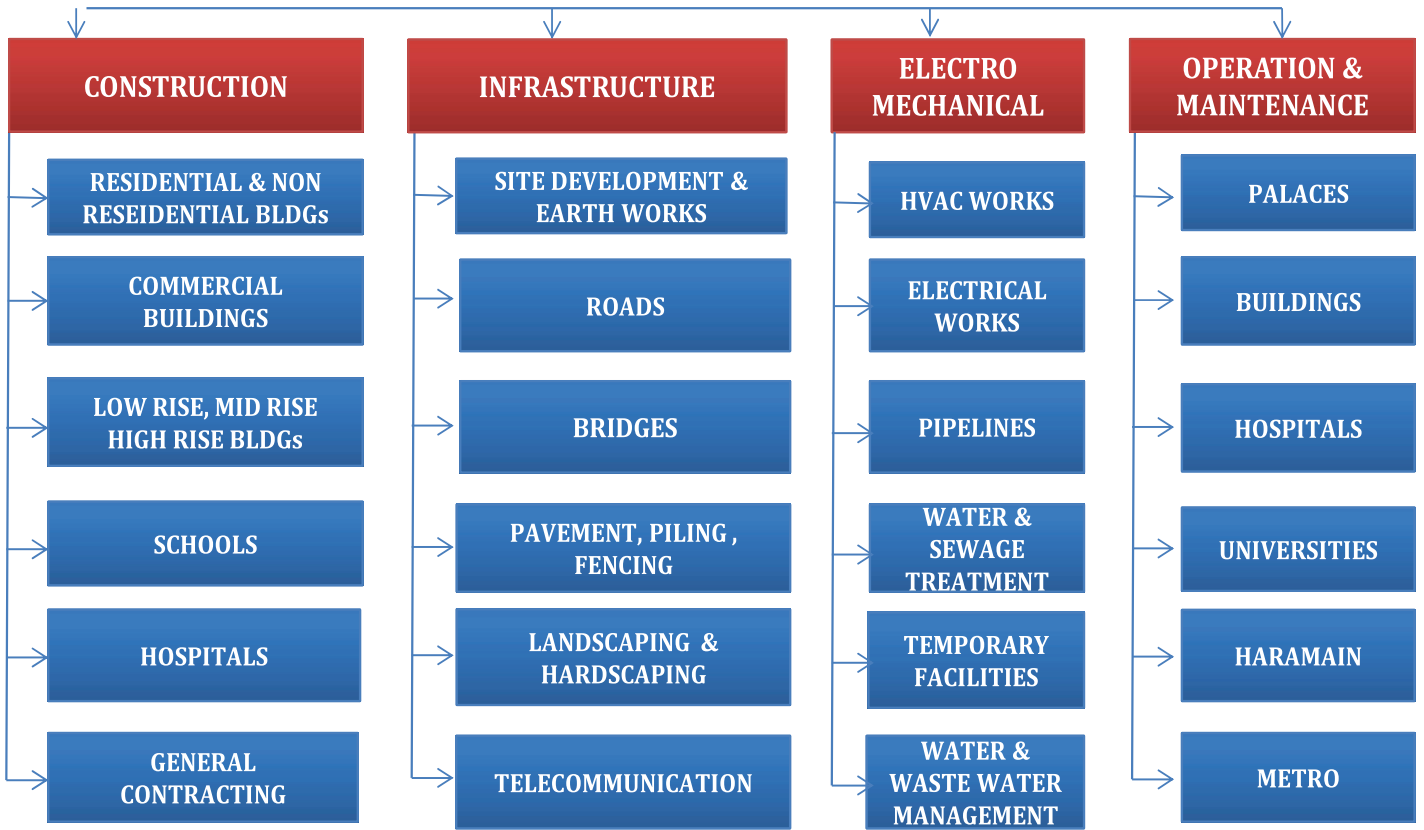 CONSTRUCTION
RESIDENTIAL & NON
RESEIDENTIAL BLDGs
COMMERCIAL
BUILDINGS
LOW RISE, MID RISE
HIGH RISE BLDGs
SCHOOLS
HOSPITALS
GENERAL
CONTRACTING
INFRASTRUCTURE
SITE DEVELOPMENT &
EARTH WORKS
ROADS
BRIDGES
PAVEMENT, PILING ,
FENCING
LANDSCAPING &
HARDSCAPING
TELECOMMUNICATION
ELECTRO
MECHANICAL
HVAC WORKS
ELECTRICAL
WORKS
PIPELINES
WATER &
SEWAGE
TREATMENT
TEMPORARY
FACILITIES
WATER &
WASTE WATER
MANAGEMENT
OPERATION &
MAINTENANCE
PALACES
BUILDINGS
HOSPITALS
UNIVERSITIES
HARAMAIN
METRO